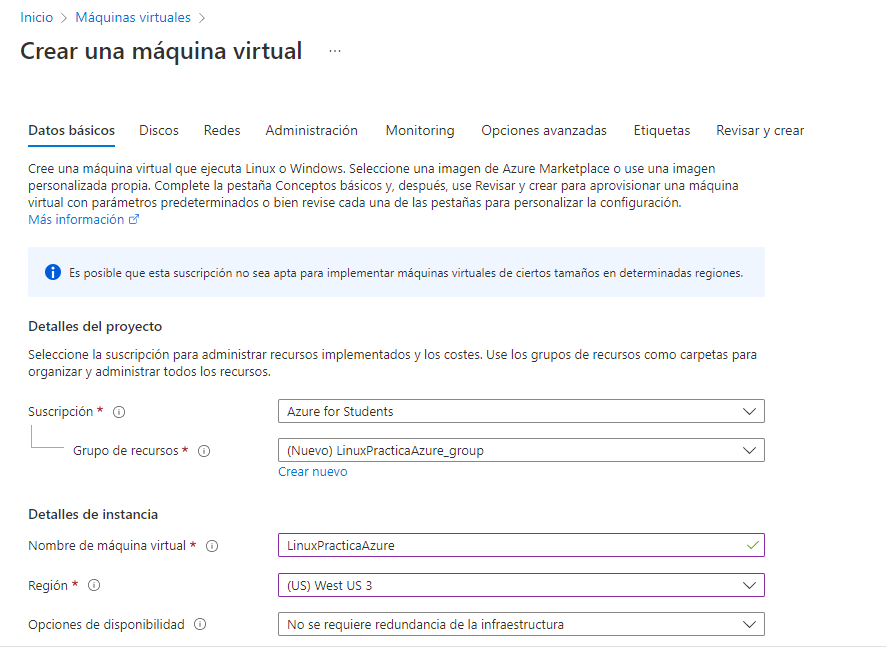 Inicio > Máquinas virtuales >
Crear una máquina virtual ...
Datos básicos Discos Redes Administración Monitoring Opciones avanzadas Etiquetas Revisar y crear
Cree una máquina virtual que ejecuta Linux o Windows. Seleccione una imagen de Azure Marketplace o use una imagen
personalizada propia. Complete la pestaña Conceptos básicos y, después, use Revisar y crear para aprovisionar una máquina
virtual con parámetros predeterminados o bien revise cada una de las pestañas para personalizar la configuración.
Más información
Es posible que esta suscripción no sea apta para implementar máquinas virtuales de ciertos tamaños en determinadas regiones.
Detalles del proyecto
Seleccione la suscripción para administrar recursos implementados y los costes. Use los grupos de recursos como carpetas para
organizar y administrar todos los recursos.
Suscripción * Azure for Students
Grupo de recursos * (Nuevo) LinuxPracticaAzure_group
Crear nuevo
Detalles de instancia
Nombre de máquina virtual * LinuxPracticaAzure
Región * (US) West US 3
Opciones de disponibilidad No se requiere redundancia de la infraestructura